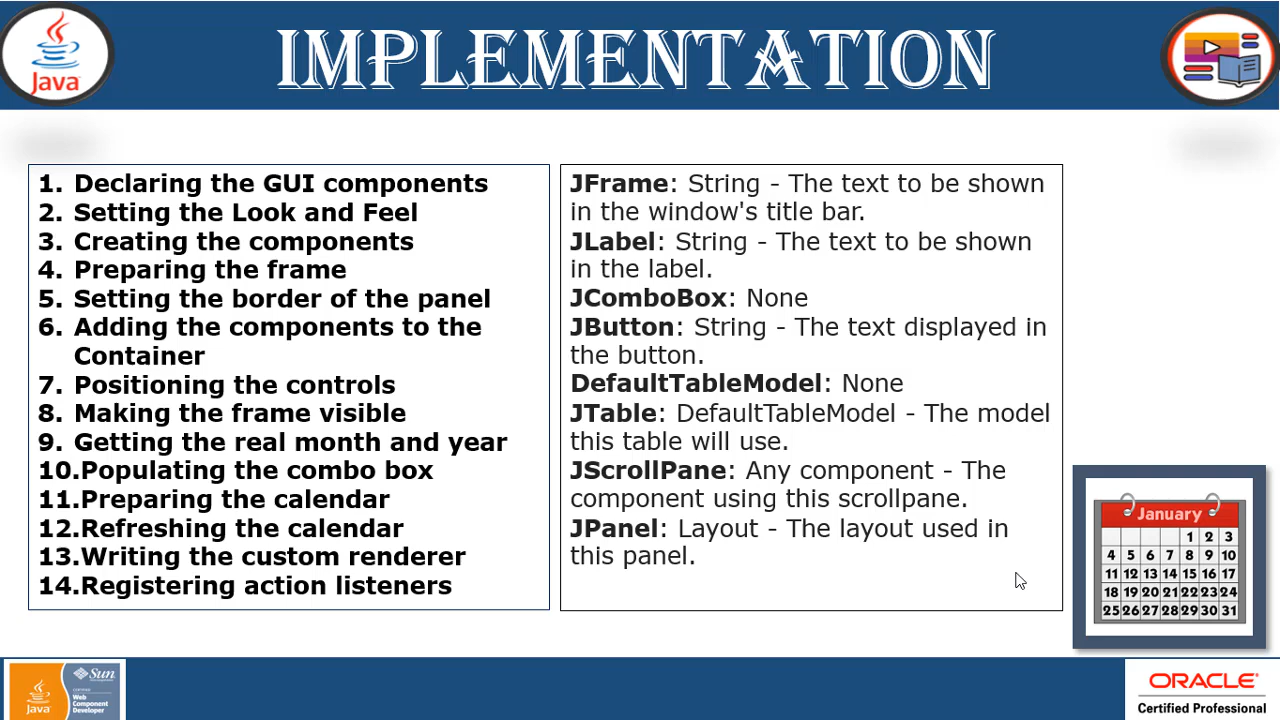 Java
IMPLEMENTATION
1. Declaring the GUI components
2. Setting the Look and Feel
3. Creating the components
4. Preparing the frame
5. Setting the border of the panel
6. Adding the components to the
Container
7. Positioning the controls
8. Making the frame visible
9. Getting the real month and year
10.Populating the combo box
11.Preparing the calendar
12.Refreshing the calendar
13.Writing the custom renderer
14.Registering action listeners
JFrame: String - The text to be shown
in the window's title bar.
JLabel: String - The text to be shown
in the label.
JComboBox: None
JButton: String - The text displayed in
the button.
DefaultTableModel: None
JTable: DefaultTableModel - The model
this table will use.
JScrollPane: Any component - The
component using this scrollpane.
JPanel: Layout - The layout used in
this panel.
January
1 2 3
4 5 6 7 8 9 10
11 12 13 14 15 16 17
18 19 20 21 22 23 24
25 26 27 28 29 30 31
Java
Sun
Web
Component
Developer
ORACLE
Certified Professional